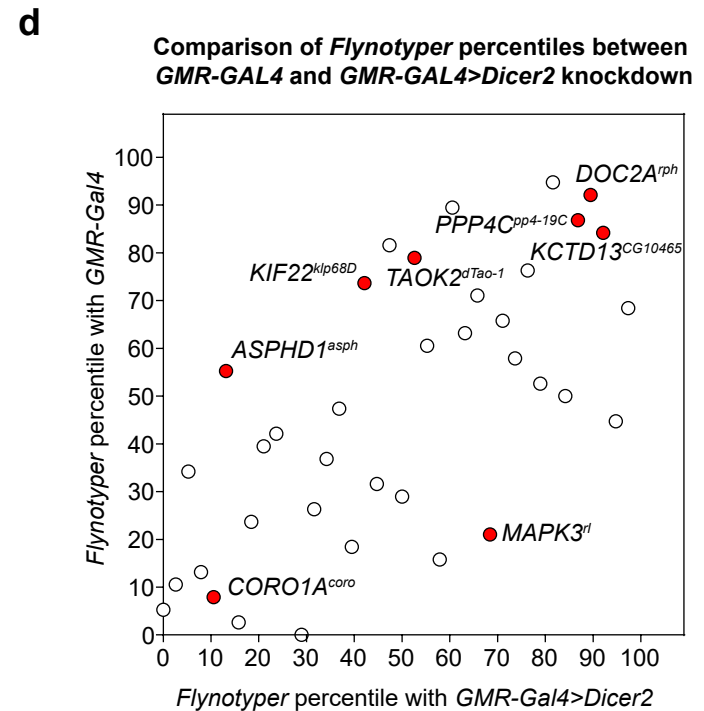 d
Comparison of Flynotyper percentiles between
GMR-GAL4 and GMR-GAL4>Dicer2 knockdown
Flynotyper percentile with GMR-Gal4
100
90
80
70
60
50
40
30
20
10
0
DOC2A^rph
PPP4C^pp4-19C
KCTD13^CG10465
KIF22^klp68D
TAOK2^dTao-1
ASPHD1^asph
MAPK3^rl
CORO1A^coro
0 10 20 30 40 50 60 70 80 90 100
Flynotyper percentile with GMR-Gal4>Dicer2